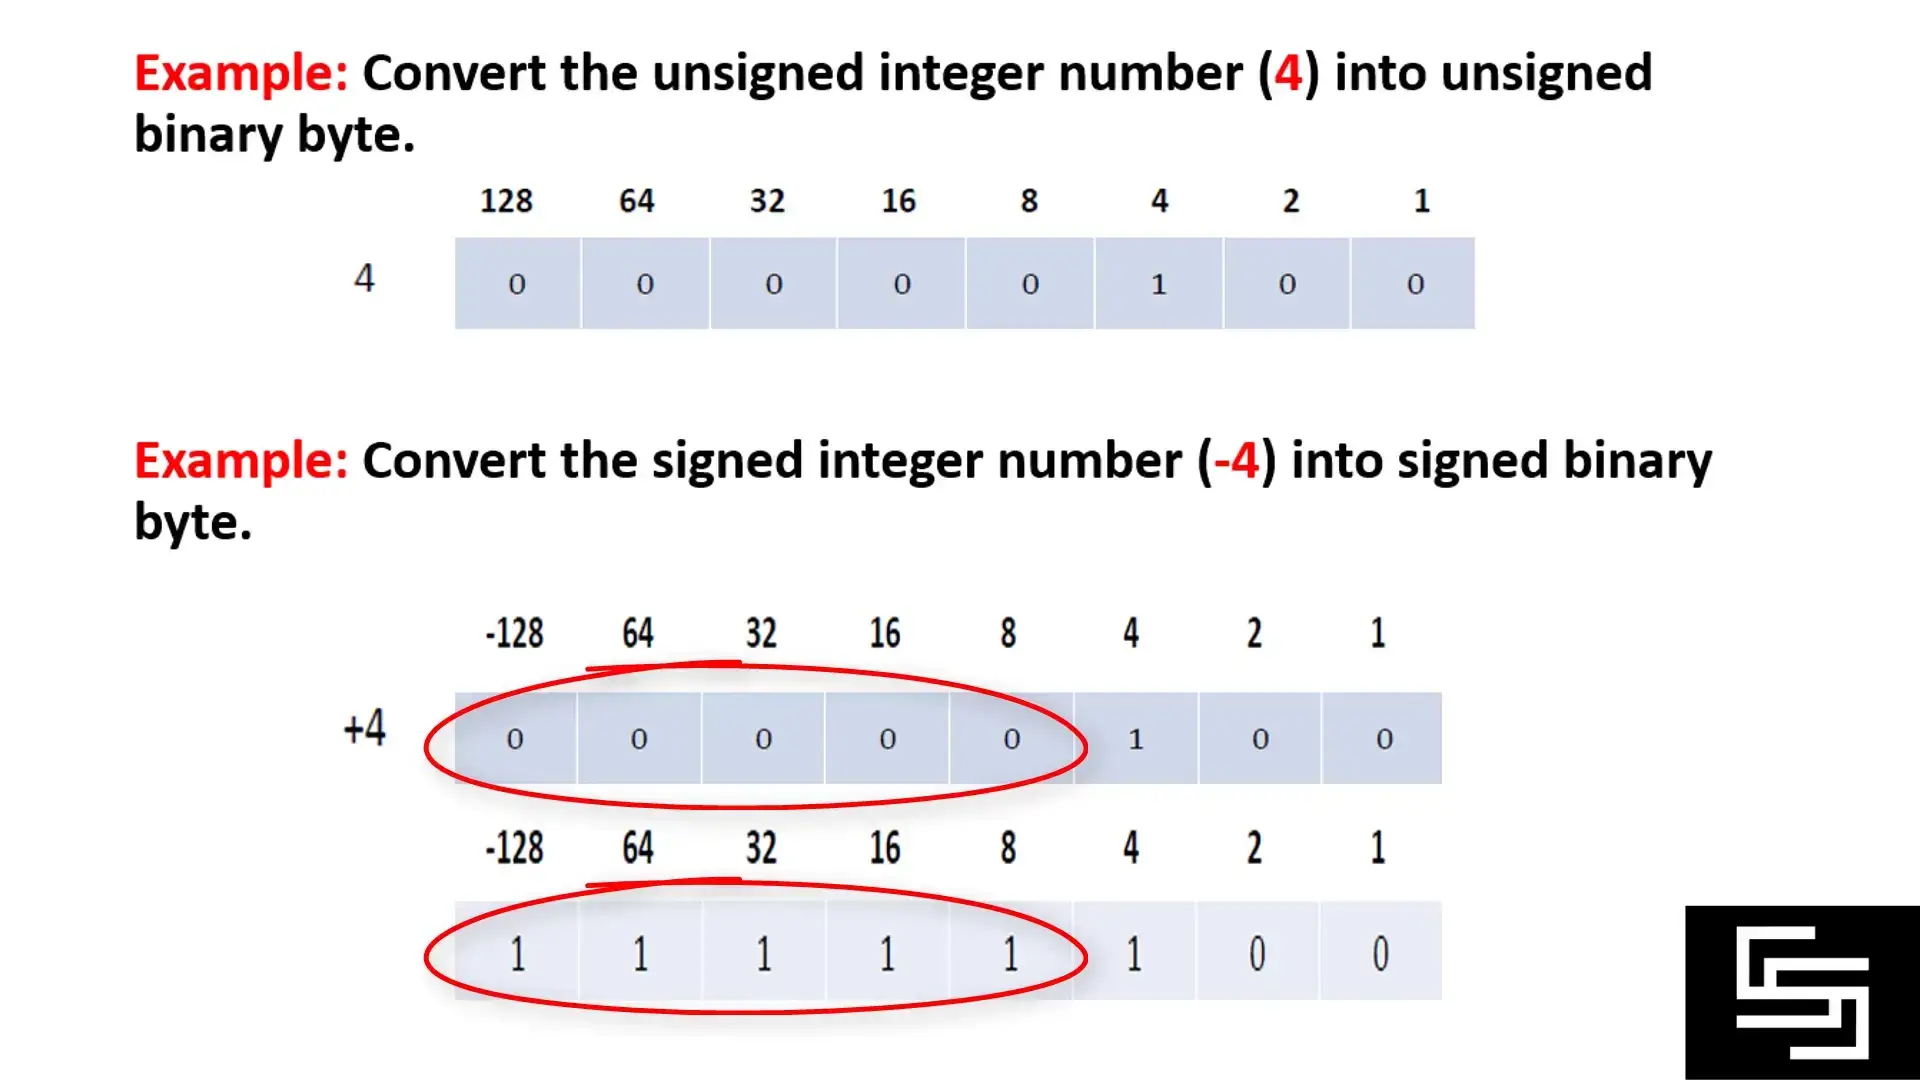 Example: Convert the unsigned integer number (4) into unsigned
binary byte.
128 64 32 16 8 4 2 1
4 0 0 0 0 0 1 0 0
Example: Convert the signed integer number (-4) into signed binary
byte.
-128 64 32 16 8 4 2 1
+4 0 0 0 0 0 1 0 0
-128 64 32 16 8 4 2 1
1 1 1 1 1 1 0 0